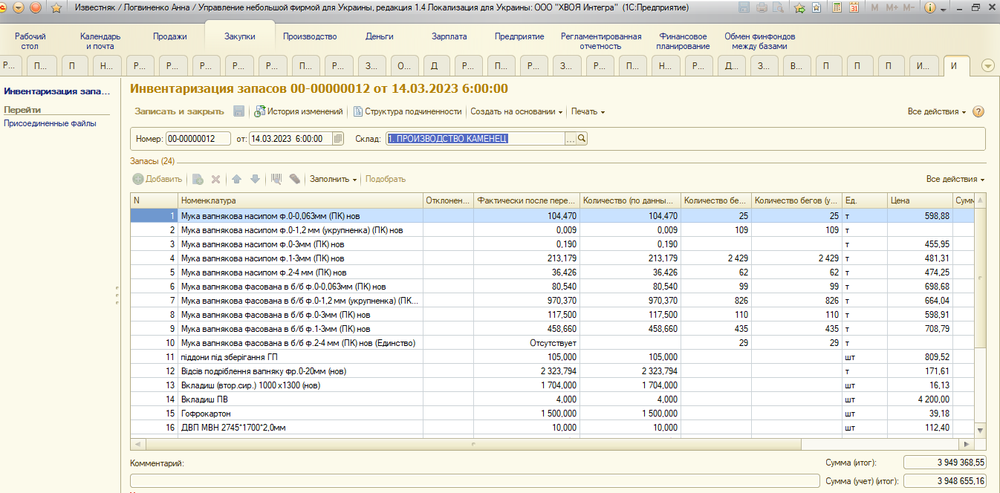 Известняк / Логвиненко Анна / Управление небольшой фирмой для Украины, редакция 1.4 Локализация для Украины: ООО "ХВОЯ Интегра" (1С:Предприятие)
M M+ M-
Рабочий стол Календарь и почта Продажи Закупки Производство Деньги Зарплата Предприятие Регламентированная отчетность Финансовое планирование Обмен финфондов между базами
Р... П... П Н... Р... Р... Р... Р... Р... П... Р... З... О... Д Р... П... Р... З... Р... П... Н... Р... Д... З... В... П П П И... И
Инвентаризация запа...
Перейти
Присоединенные файлы
Инвентаризация запасов 00-00000012 от 14.03.2023 6:00:00
Записать и закрыть История изменений Структура подчиненности Создать на основании Печать Все действия
Номер: 00-00000012 от: 14.03.2023 6:00:00 Склад: 1. ПРОИЗВОДСТВО КАМЕНЕЦ ...
Запасы (24)
Добавить Заполнить Подобрать Все действия
N Номенклатура Отклонен... Фактически после пере... Количество (по данны... Количество бе... Количество бегов (у... Ед. Цена Сумм
1 Мука вапнякова насипом ф.0-0,063мм (ПК) нов 104,470 104,470 25 25 т 598,88
2 Мука вапнякова насипом ф.0-1,2 мм (укрупненка) (ПК) нов 0,009 0,009 109 109 т
3 Мука вапнякова насипом ф.0-3мм (ПК) нов 0,190 0,190 т 455,95
4 Мука вапнякова насипом ф.1-3мм (ПК) нов 213,179 213,179 2 429 2 429 т 481,31
5 Мука вапнякова насипом ф.2-4 мм (ПК) нов 36,426 36,426 62 62 т 474,25
6 Мука вапнякова фасована в б/б ф.0-0,063мм (ПК) нов 80,540 80,540 99 99 т 698,68
7 Мука вапнякова фасована в б/б ф.0-1,2 мм (укрупненка) (ПК... 970,370 970,370 826 826 т 664,04
8 Мука вапнякова фасована в б/б ф.0-3мм (ПК) нов 117,500 117,500 110 110 т 598,91
9 Мука вапнякова фасована в б/б ф.1-3мм (ПК) нов 458,660 458,660 435 435 т 708,79
10 Мука вапнякова фасована в б/б ф.2-4 мм (ПК) нов (Единство) Отсутствует 29 29 т
11 піддони під зберігання ГП 105,000 105,000 шт 809,52
12 Відсів подріблення вапняку фр.0-20мм (нов) 2 323,794 2 323,794 т 171,61
13 Вкладиш (втор.сир.) 1000 х1300 (нов) 1 704,000 1 704,000 шт 16,13
14 Вкладиш ПВ 4,000 4,000 шт 4 200,00
15 Гофрокартон 1 500,000 1 500,000 шт 39,18
16 ДВП МВН 2745*1700*2,0мм 10,000 10,000 шт 112,40
Комментарий: Сумма (итог): 3 949 368,55
Сумма (учет) (итог): 3 948 655,16